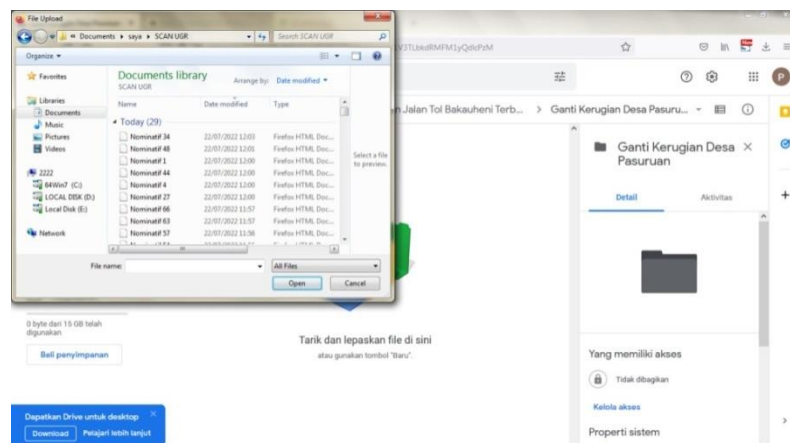 File Upload
« Documents ▸ saya ▸ SCAN UGR
Search SCAN UGR
Organize
Favorites
Libraries
Documents
Music
Pictures
Videos
2222
64Win7 (C:)
LOCAL DISK (D:)
Local Disk (E:)
Network
Documents library
SCAN UGR
Arrange by: Date modified
Name Date modified Type
Today (29)
Nominatif 34 22/07/2022 12:03 Firefox HTML Doc...
Nominatif 48 22/07/2022 12:01 Firefox HTML Doc...
Nominatif 1 22/07/2022 12:00 Firefox HTML Doc...
Nominatif 44 22/07/2022 12:00 Firefox HTML Doc...
Nominatif 4 22/07/2022 12:00 Firefox HTML Doc...
Nominatif 27 22/07/2022 12:00 Firefox HTML Doc...
Nominatif 66 22/07/2022 11:57 Firefox HTML Doc...
Nominatif 63 22/07/2022 11:57 Firefox HTML Doc...
Nominatif 57 22/07/2022 11:56 Firefox HTML Doc...
Select a file
to preview.
File name:
All Files
Open
Cancel
Jalan Tol Bakauheni Terb... > Ganti Kerugian Desa Pasuru...
P
Ganti Kerugian Desa
Pasuruan
Detail
Aktivitas
0 byte dari 15 GB telah
digunakan
Beli penyimpanan
Tarik dan lepaskan file di sini
atau gunakan tombol "Baru".
Yang memiliki akses
Tidak dibagikan
Kelola akses
Properti sistem
Dapatkan Drive untuk desktop
Download
Pelajari lebih lanjut